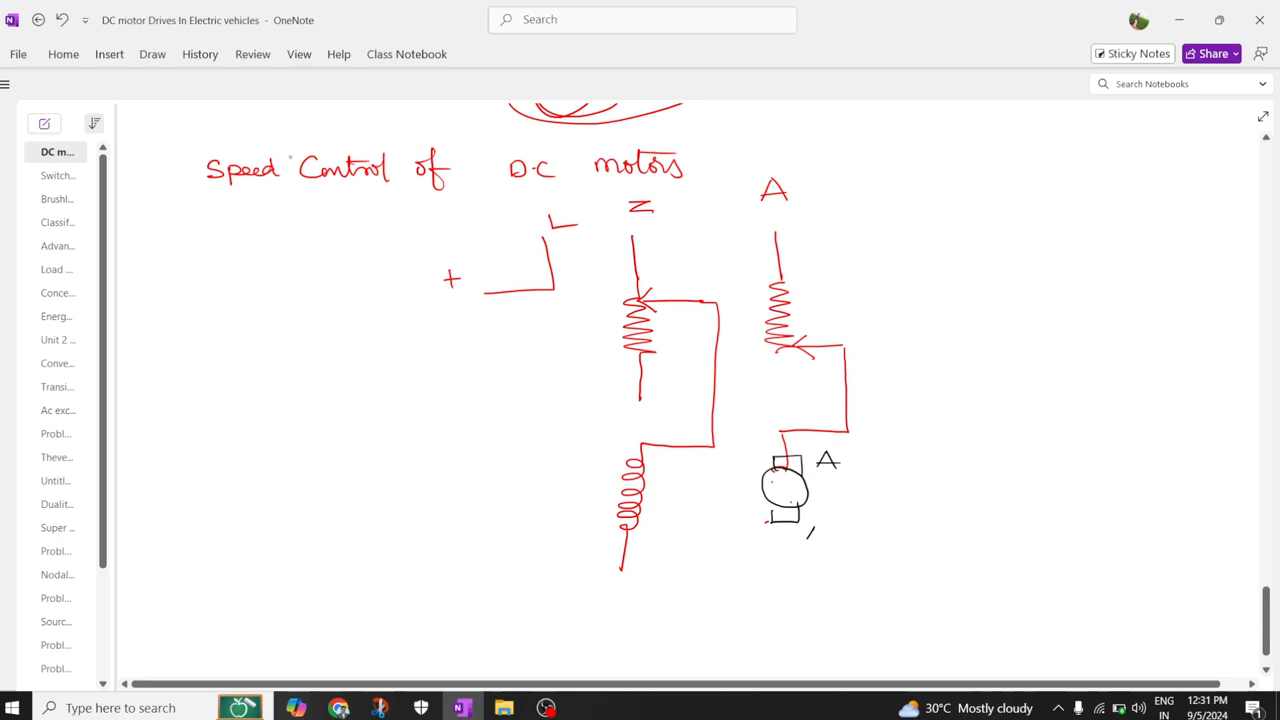 DC motor Drives In Electric vehicles - OneNote
Search
File Home Insert Draw History Review View Help Class Notebook
Sticky Notes
Share
Search Notebooks
DC m...
Switch...
Brushl...
Classif...
Advan...
Load ...
Conce...
Energ...
Unit 2 ...
Conve...
Transi...
Ac exc...
Probl...
Theve...
Untitl...
Dualit...
Super ...
Probl...
Nodal...
Probl...
Sourc...
Probl...
Probl...
Speed Control of D.C motors
L Z A
+
A
Type here to search
30°C Mostly cloudy
ENG
IN
12:31 PM
9/5/2024